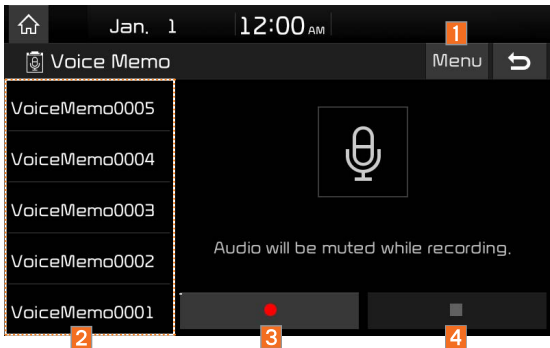 Jan. 1 12:00 AM
1
Voice Memo Menu
VoiceMemo0005
VoiceMemo0004
VoiceMemo0003
Audio will be muted while recording.
VoiceMemo0002
VoiceMemo0001
2 3 4